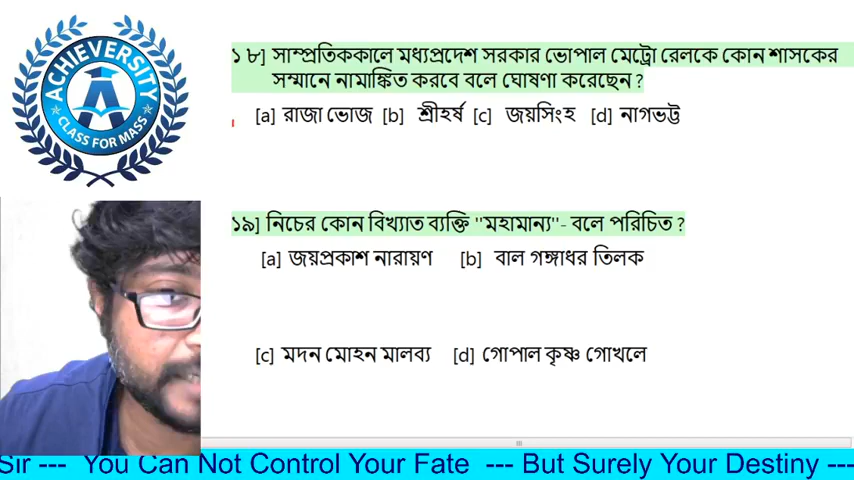 ACHIEVERSITY
A
CLASS FOR MASS
১ ৮] সাম্প্রতিককালে মধ্যপ্রদেশ সরকার ভোপাল মেট্রো রেলকে কোন শাসকের
সম্মানে নামাঙ্কিত করবে বলে ঘোষণা করেছেন ?
[a] রাজা ভোজ [b] শ্রীহর্ষ [c] জয়সিংহ [d] নাগভট্ট
১৯] নিচের কোন বিখ্যাত ব্যক্তি "মহামান্য"- বলে পরিচিত ?
[a] জয়প্রকাশ নারায়ণ [b] বাল গঙ্গাধর তিলক
[c] মদন মোহন মালব্য [d] গোপাল কৃষ্ণ গোখলে
Sir --- You Can Not Control Your Fate --- But Surely Your Destiny ---